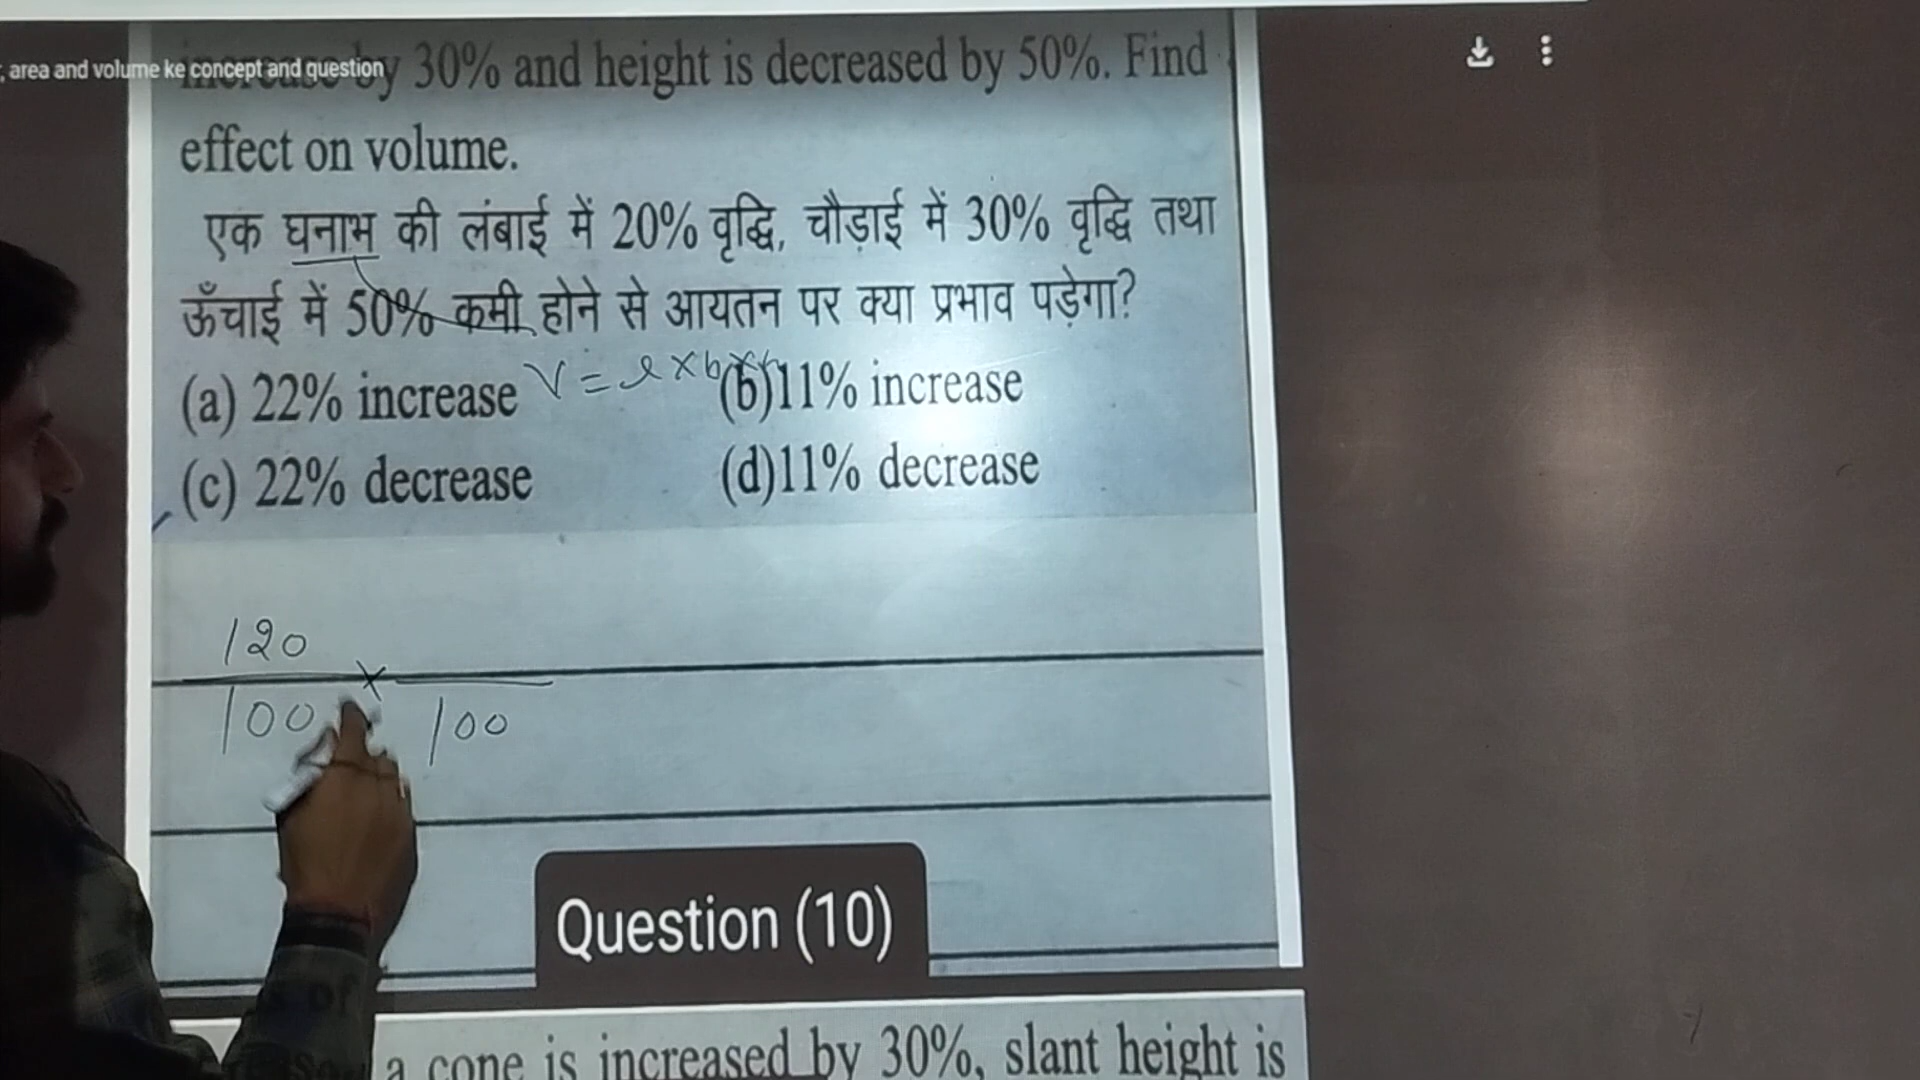 , area and volume ke concept and question
increase by 30% and height is decreased by 50%. Find
effect on volume.
एक घनाभ की लंबाई में 20% वृद्धि, चौड़ाई में 30% वृद्धि तथा
ऊँचाई में 50% कमी होने से आयतन पर क्या प्रभाव पड़ेगा?
V = l × b × h
(a) 22% increase (b)11% increase
(c) 22% decrease (d)11% decrease
120
×
100 100
Question (10)
a cone is increased by 30%, slant height is